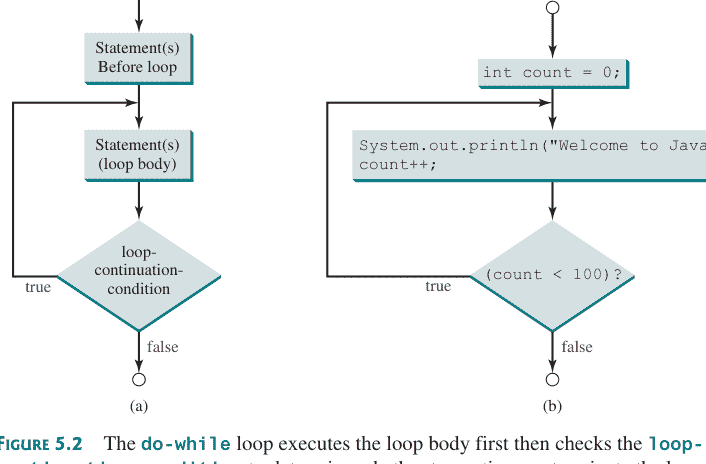 Statement(s)
Before loop
Statement(s)
(loop body)
loop-
continuation-
condition
true
false
(a)
int count = 0;
System.out.println("Welcome to Java
count++;
(count < 100)?
true
false
(b)
FIGURE 5.2 The do-while loop executes the loop body first then checks the loop-